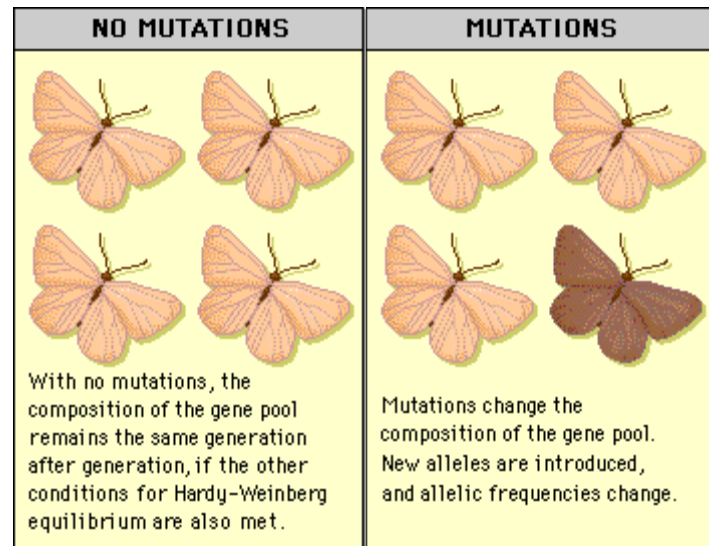 NO MUTATIONS
With no mutations, the
composition of the gene pool
remains the same generation
after generation, if the other
conditions for Hardy-Weinberg
equilibrium are also met.
MUTATIONS
Mutations change the
composition of the gene pool.
New alleles are introduced,
and allelic frequencies change.